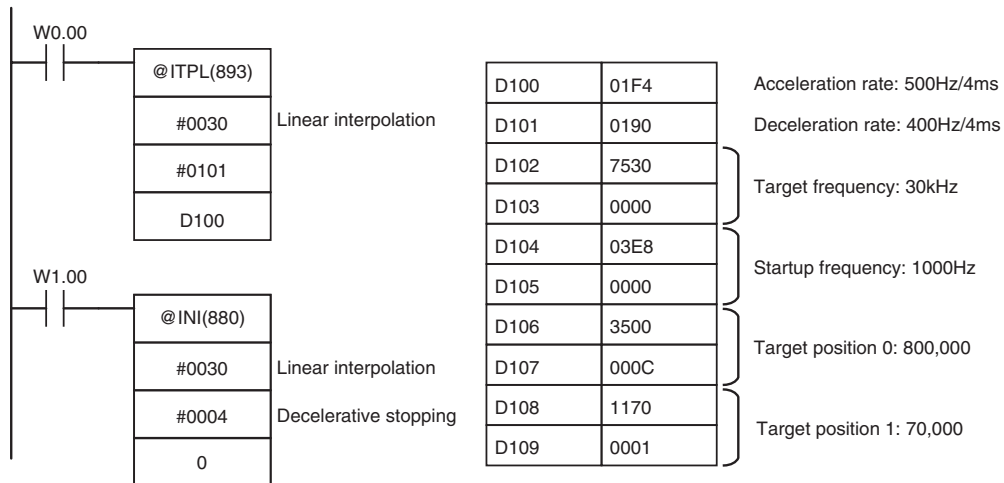 W0.00
@ITPL(893)
#0030 Linear interpolation
#0101
D100
W1.00
@INI(880)
#0030 Linear interpolation
#0004 Decelerative stopping
0
D100 01F4 Acceleration rate: 500Hz/4ms
D101 0190 Deceleration rate: 400Hz/4ms
D102 7530
Target frequency: 30kHz
D103 0000
D104 03E8
Startup frequency: 1000Hz
D105 0000
D106 3500
Target position 0: 800,000
D107 000C
D108 1170
Target position 1: 70,000
D109 0001